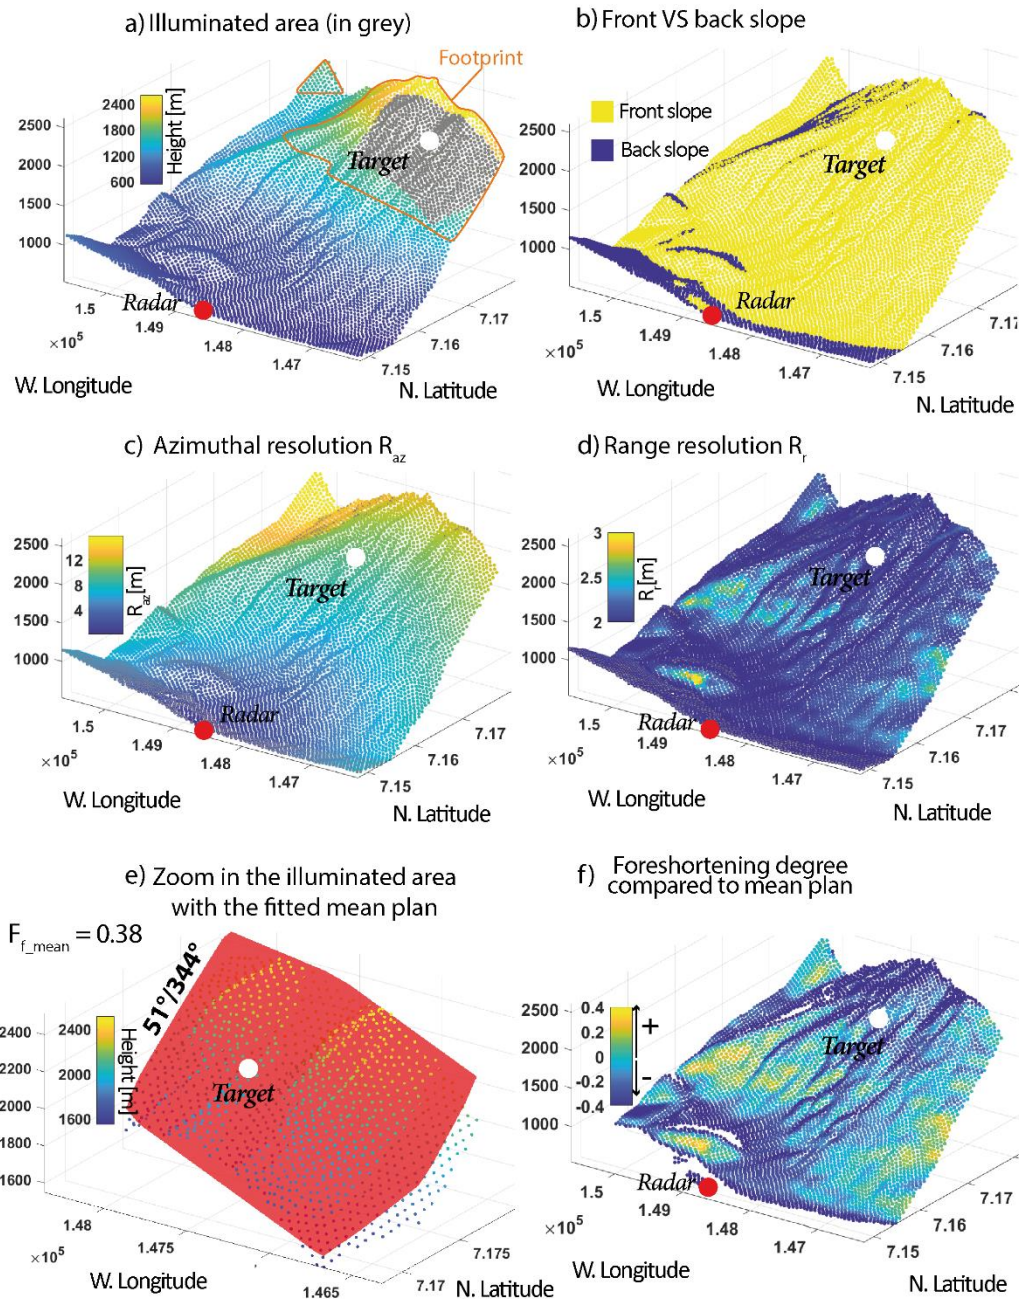 a) Illuminated area (in grey)
Footprint
Height [m]
2400
1800
1200
600
2500
2000
1500
1000
Target
Radar
1.5
1.49
1.48
1.47
×10⁵
7.17
7.16
7.15
W. Longitude
N. Latitude
b) Front VS back slope
Front slope
Back slope
2500
2000
1500
1000
Target
Radar
1.5
1.49
1.48
1.47
×10⁵
7.17
7.16
7.15
W. Longitude
N. Latitude
c) Azimuthal resolution R_az
12
8
4
R_az[m]
2500
2000
1500
1000
Target
Radar
1.5
1.49
1.48
1.47
×10⁵
7.17
7.16
7.15
W. Longitude
N. Latitude
d) Range resolution R_r
3
2.5
2
R_r[m]
2500
2000
1500
1000
Target
Radar
1.5
1.49
1.48
1.47
×10⁵
7.17
7.16
7.15
W. Longitude
N. Latitude
e) Zoom in the illuminated area
with the fitted mean plan
F_f_mean = 0.38
51°/344°
2400
2000
1600
Height [m]
2400
2200
2000
1800
1600
Target
1.48
1.475
1.465
×10⁵
7.175
7.17
W. Longitude
N. Latitude
f) Foreshortening degree
compared to mean plan
0.4
0.2
0
-0.2
-0.4
+
-
2500
2000
1500
1000
Target
Radar
1.5
1.49
1.48
1.47
×10⁵
7.17
7.16
7.15
W. Longitude
N. Latitude